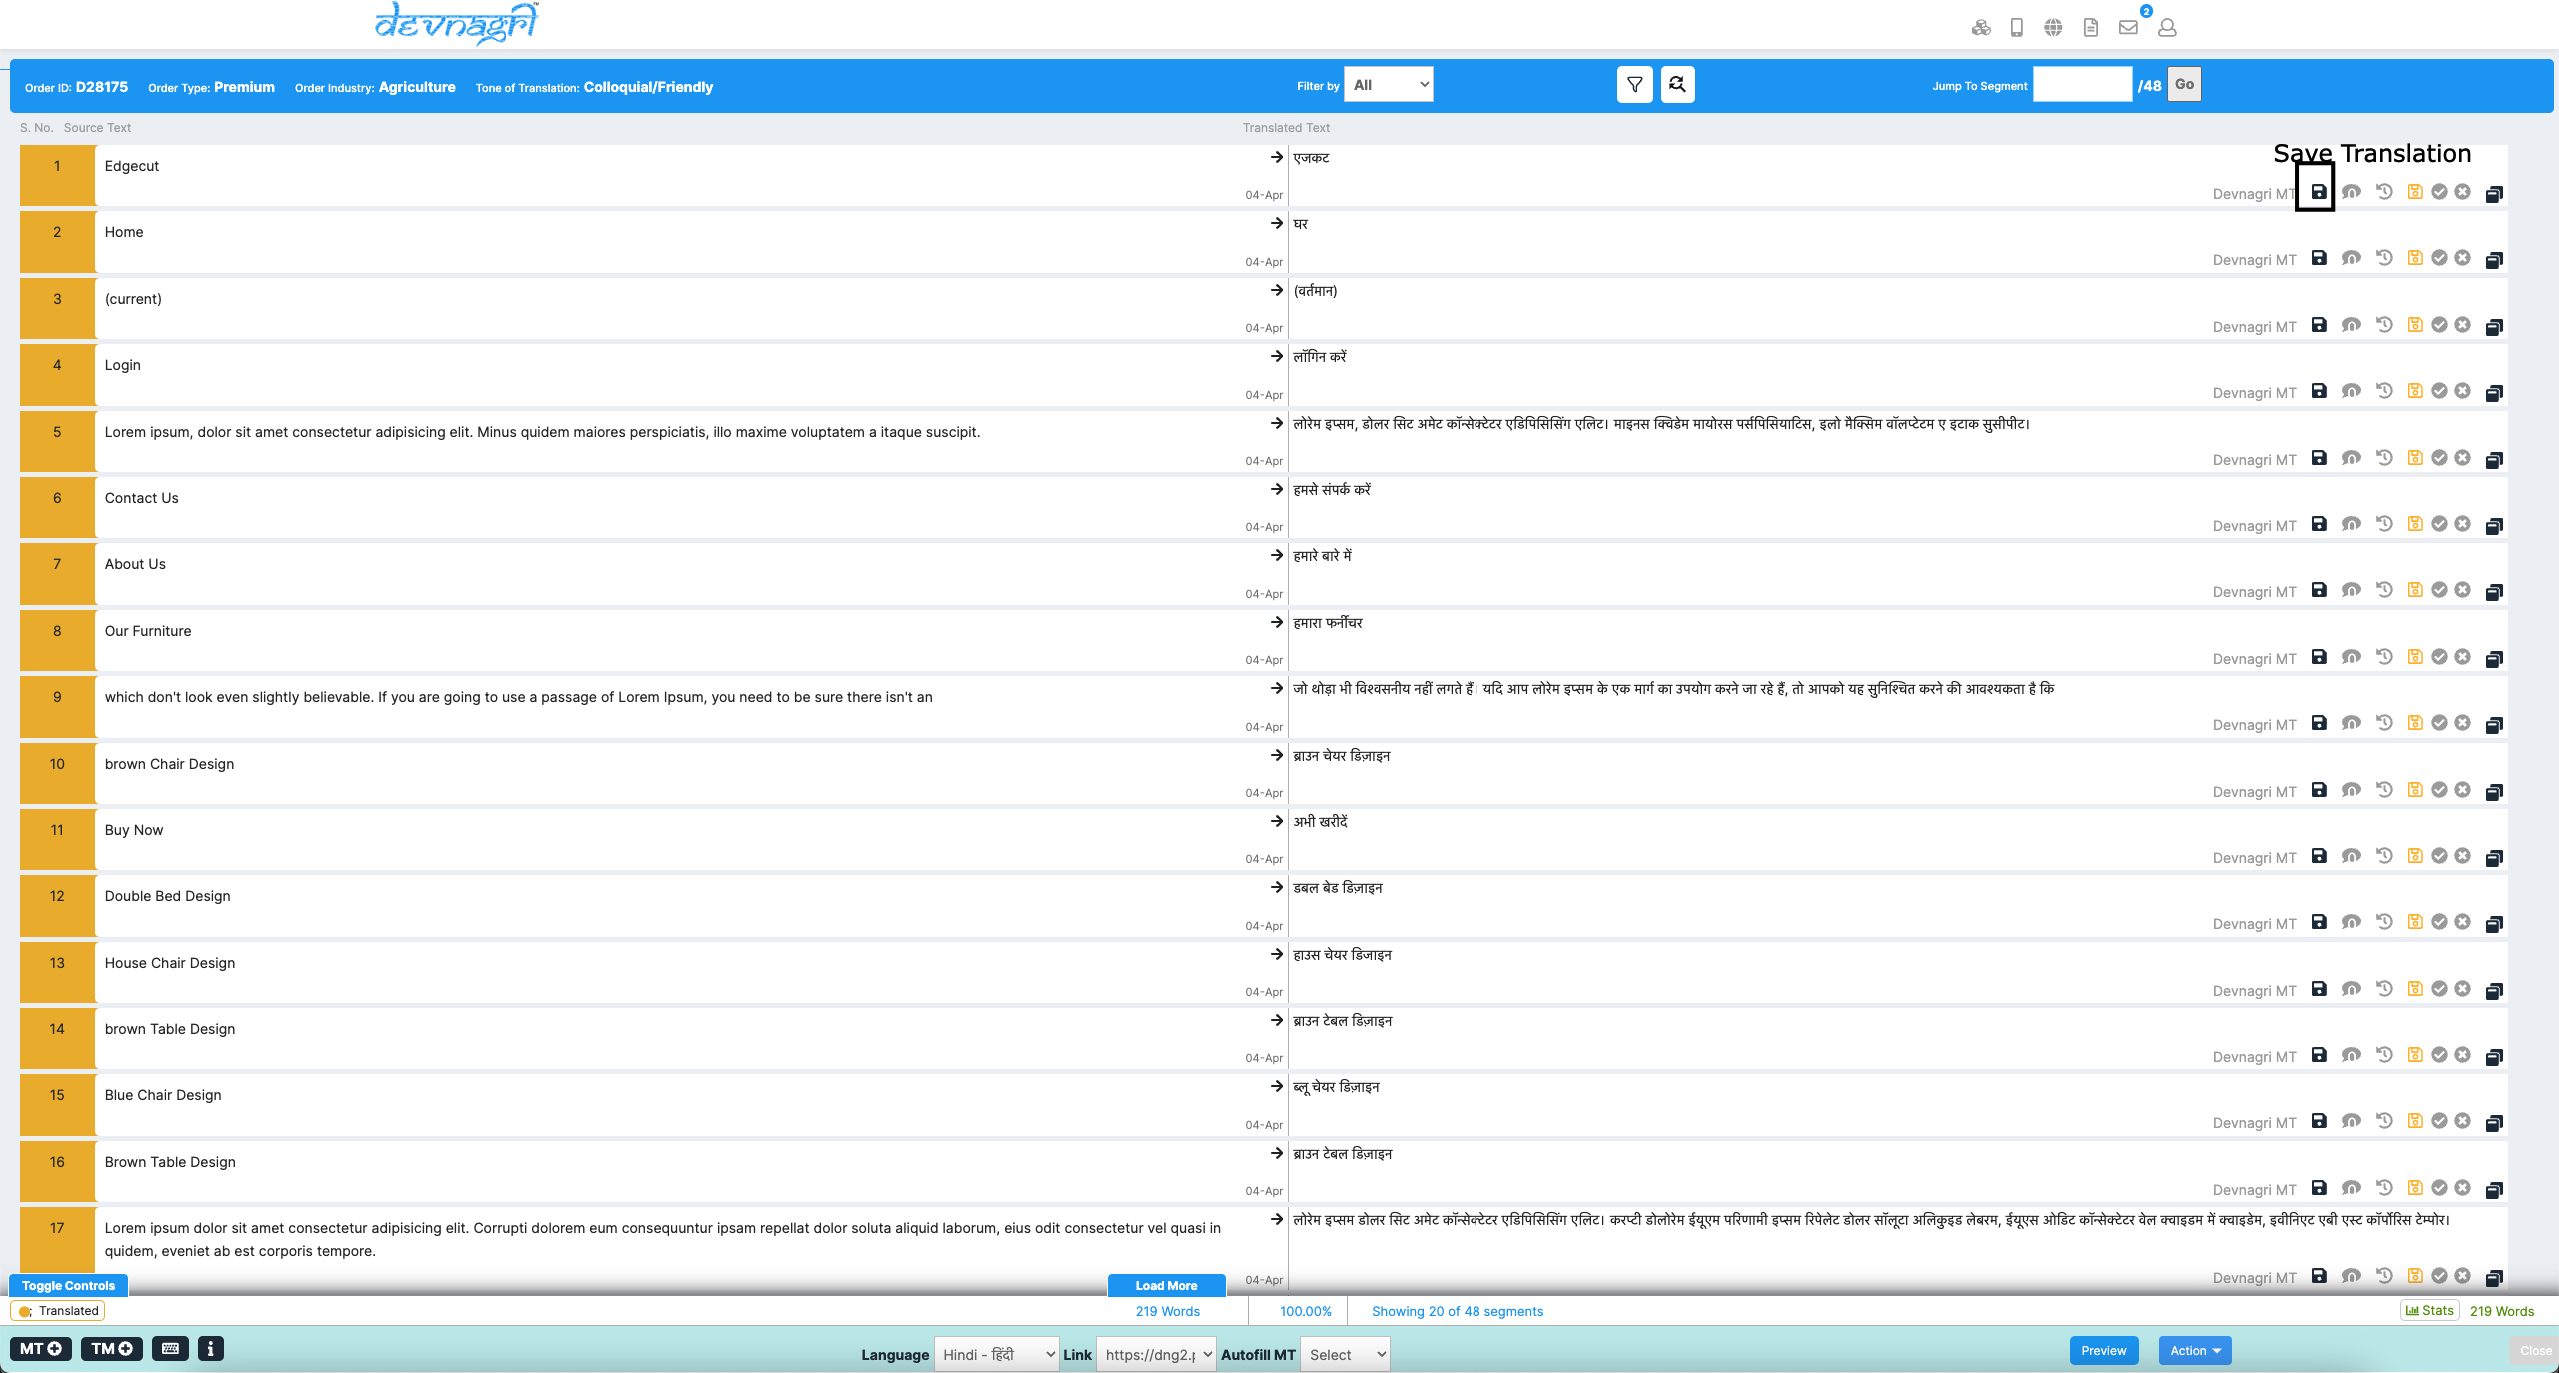 devnagri
2
Order ID: D28175 Order Type: Premium Order Industry: Agriculture Tone of Translation: Colloquial/Friendly Filter by All Jump To Segment /48 Go
S. No. Source Text Translated Text
Save Translation
1 Edgecut एजकट
04-Apr Devnagri MT
2 Home घर
04-Apr Devnagri MT
3 (current) (वर्तमान)
04-Apr Devnagri MT
4 Login लॉगिन करें
04-Apr Devnagri MT
5 Lorem ipsum, dolor sit amet consectetur adipisicing elit. Minus quidem maiores perspiciatis, illo maxime voluptatem a itaque suscipit. लोरेम इप्सम, डोलर सिट अमेट कॉन्सेक्टेटर एडिपिसिसिंग एलिट। माइनस क्विडेम मायोरस पर्सपिसियाटिस, इलो मैक्सिम वॉलप्टेटम ए इटाक सुसीपीट।
04-Apr Devnagri MT
6 Contact Us हमसे संपर्क करें
04-Apr Devnagri MT
7 About Us हमारे बारे में
04-Apr Devnagri MT
8 Our Furniture हमारा फर्नीचर
04-Apr Devnagri MT
9 which don't look even slightly believable. If you are going to use a passage of Lorem Ipsum, you need to be sure there isn't an जो थोड़ा भी विश्वसनीय नहीं लगते हैं। यदि आप लोरेम इप्सम के एक मार्ग का उपयोग करने जा रहे हैं, तो आपको यह सुनिश्चित करने की आवश्यकता है कि
04-Apr Devnagri MT
10 brown Chair Design ब्राउन चेयर डिज़ाइन
04-Apr Devnagri MT
11 Buy Now अभी खरीदें
04-Apr Devnagri MT
12 Double Bed Design डबल बेड डिज़ाइन
04-Apr Devnagri MT
13 House Chair Design हाउस चेयर डिजाइन
04-Apr Devnagri MT
14 brown Table Design ब्राउन टेबल डिज़ाइन
04-Apr Devnagri MT
15 Blue Chair Design ब्लू चेयर डिज़ाइन
04-Apr Devnagri MT
16 Brown Table Design ब्राउन टेबल डिज़ाइन
04-Apr Devnagri MT
17 Lorem ipsum dolor sit amet consectetur adipisicing elit. Corrupti dolorem eum consequuntur ipsam repellat dolor soluta aliquid laborum, eius odit consectetur vel quasi in लोरेम इप्सम डोलर सिट अमेट कॉन्सेक्टेटर एडिपिसिसिंग एलिट। करप्टी डोलोरेम ईयूएम परिणामी इप्सम रिपेलेट डोलर सॉलूटा अलिकुइड लेबरम, ईयूएस ओडिट कॉन्सेक्टेटर वेल क्वाइडम में क्वाइडेम, इवीनिएट एबी एस्ट कॉर्पोरिस टेम्पोर।
quidem, eveniet ab est corporis tempore.
04-Apr Devnagri MT
Toggle Controls Load More
Translated 219 Words 100.00% Showing 20 of 48 segments Stats 219 Words
MT TM Language Hindi - हिंदी Link https://dng2.p Autofill MT Select Preview Action Close